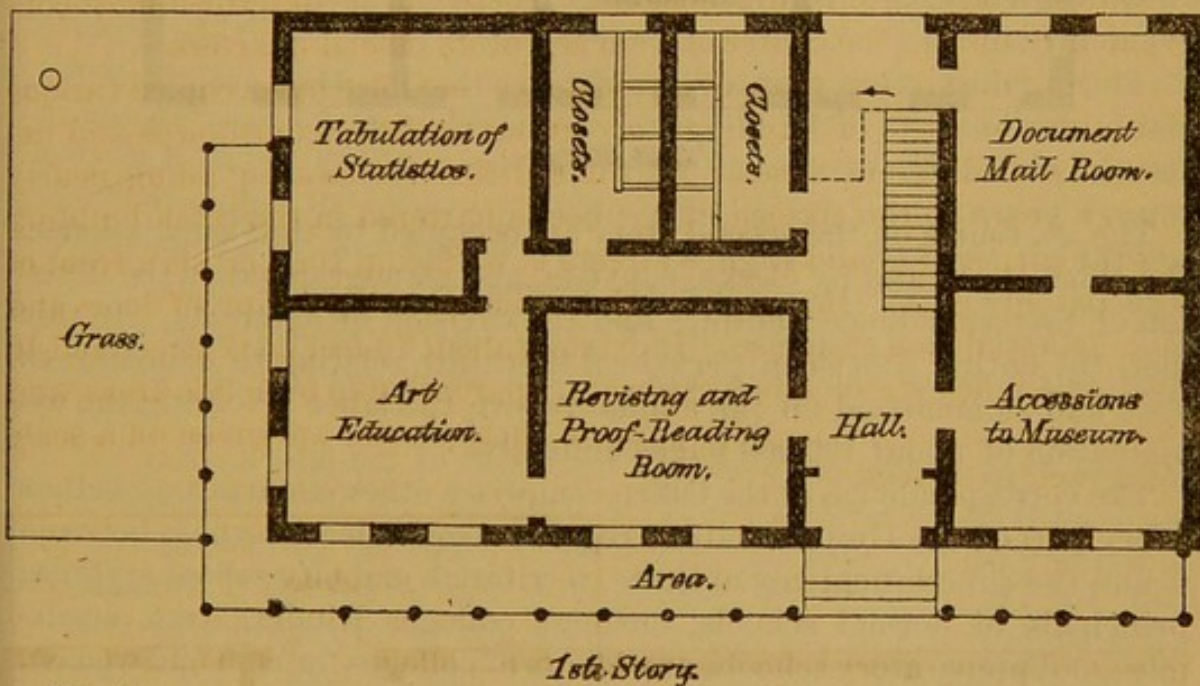 Tabulation of
Statistics.
Closets.
Closets.
Document
Mail Room.
Grass.
Art
Education.
Revising and
Proof-Reading
Room.
Hall.
Accessions
to Museum.
Area.
1st. Story.